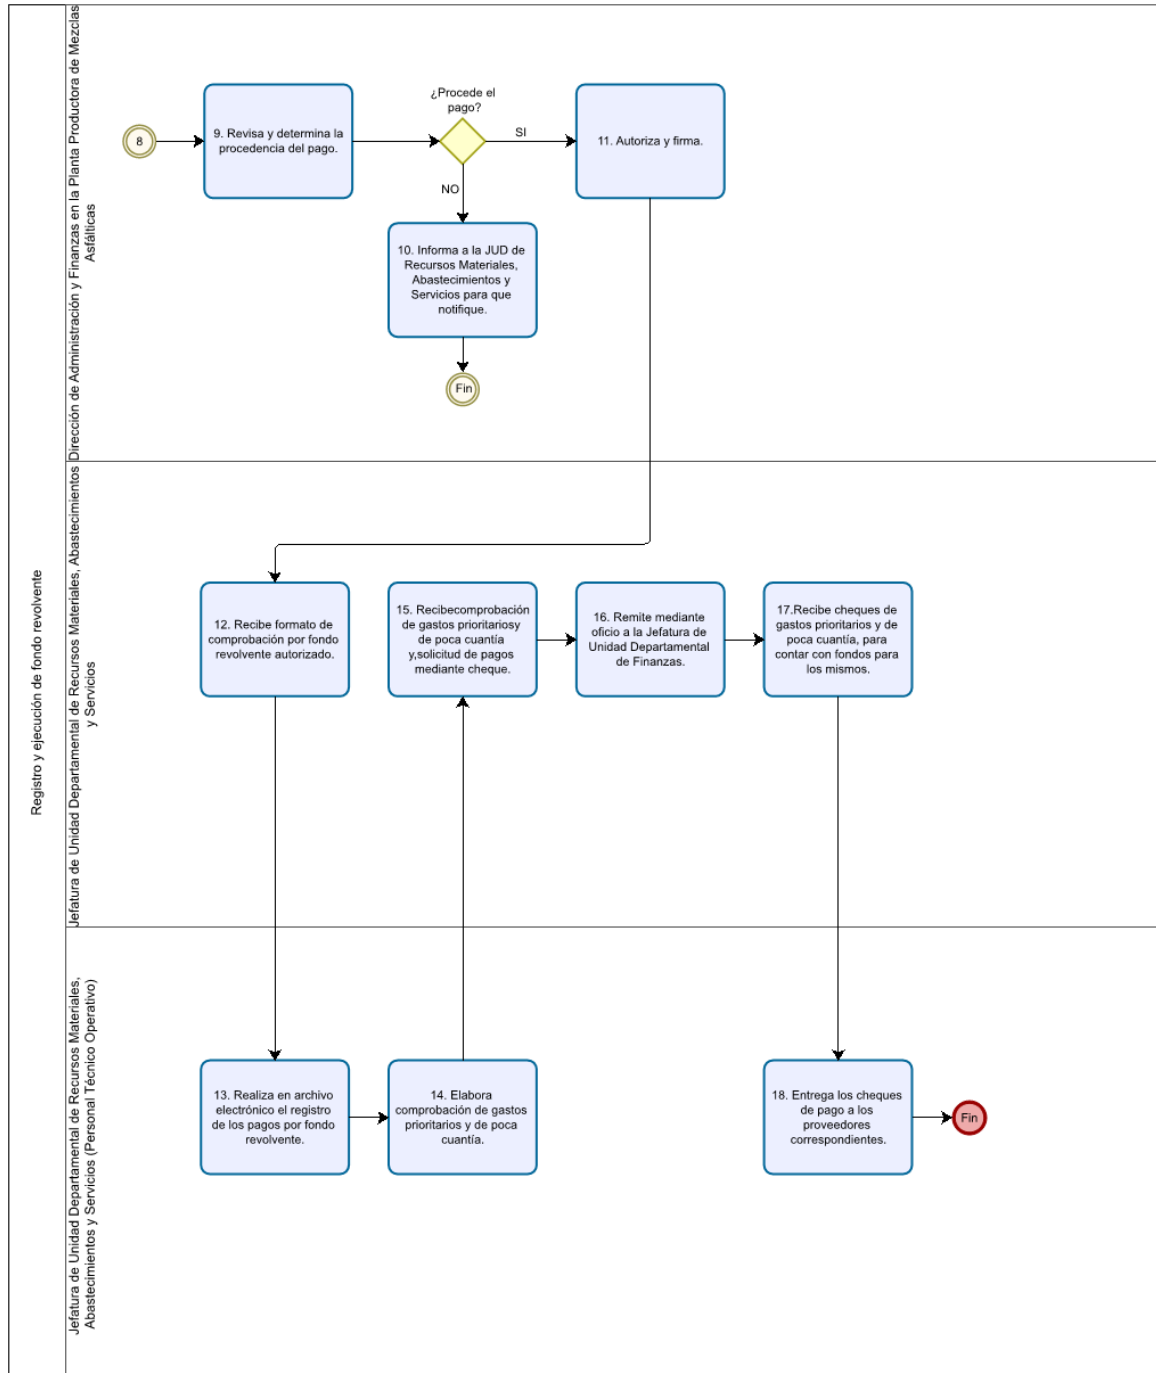 Registro y ejecución de fondo revolvente
Dirección de Administración y Finanzas en la Planta Productora de Mezclas
Asfálticas
8
9. Revisa y determina la
procedencia del pago.
¿Procede el
pago?
SI
NO
11. Autoriza y firma.
10. Informa a la JUD de
Recursos Materiales,
Abastecimientos y
Servicios para que
notifique.
Fin
Jefatura de Unidad Departamental de Recursos Materiales, Abastecimientos
y Servicios
12. Recibe formato de
comprobación por fondo
revolvente autorizado.
15. Recibecomprobación
de gastos prioritariosy
de poca cuantía
y,solicitud de pagos
mediante cheque.
16. Remite mediante
oficio a la Jefatura de
Unidad Departamental
de Finanzas.
17.Recibe cheques de
gastos prioritarios y de
poca cuantía, para
contar con fondos para
los mismos.
Jefatura de Unidad Departamental de Recursos Materiales,
Abastecimientos y Servicios (Personal Técnico Operativo)
13. Realiza en archivo
electrónico el registro
de los pagos por fondo
revolvente.
14. Elabora
comprobación de gastos
prioritarios y de poca
cuantía.
18. Entrega los cheques
de pago a los
proveedores
correspondientes.
Fin